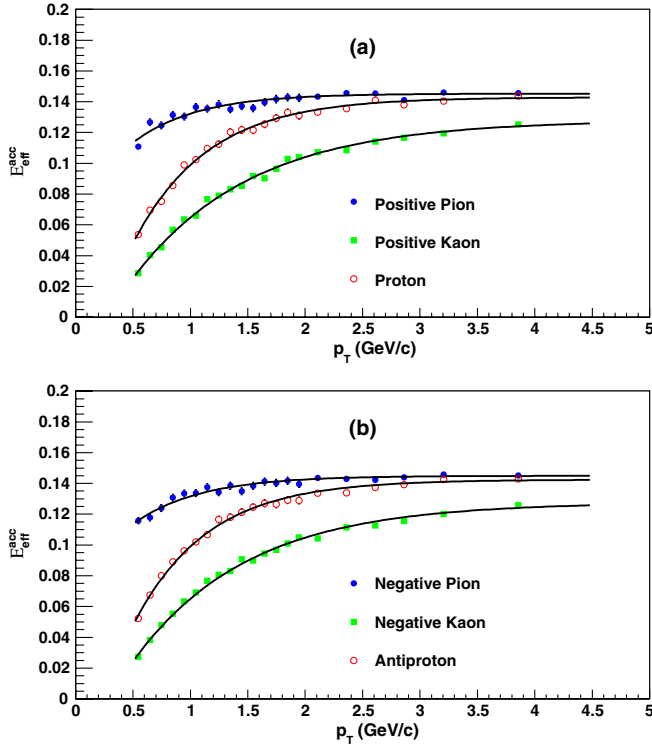 (a)
0.2
0.18
0.16
0.14
0.12
0.1
0.08
0.06
0.04
0.02
0
E_eff^acc
Positive Pion
Positive Kaon
Proton
0 0.5 1 1.5 2 2.5 3 3.5 4 4.5 5
p_T (GeV/c)
(b)
0.2
0.18
0.16
0.14
0.12
0.1
0.08
0.06
0.04
0.02
0
E_eff^acc
Negative Pion
Negative Kaon
Antiproton
0 0.5 1 1.5 2 2.5 3 3.5 4 4.5 5
p_T (GeV/c)